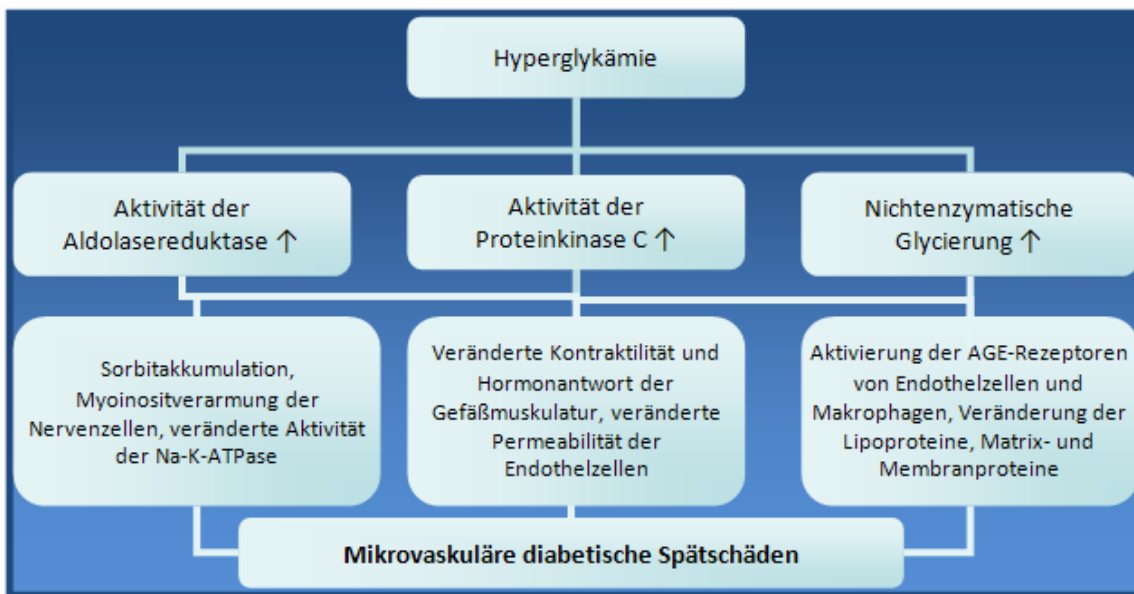 Hyperglykämie
Aktivität der
Aldolasereduktase ↑
Aktivität der
Proteinkinase C ↑
Nichtenzymatische
Glycierung ↑
Sorbitakkumulation,
Myoinositverarmung der
Nervenzellen, veränderte Aktivität
der Na-K-ATPase
Veränderte Kontraktilität und
Hormonantwort der
Gefäßmuskulatur, veränderte
Permeabilität der
Endothelzellen
Aktivierung der AGE-Rezeptoren
von Endothelzellen und
Makrophagen, Veränderung der
Lipoproteine, Matrix- und
Membranproteine
Mikrovaskuläre diabetische Spätschäden